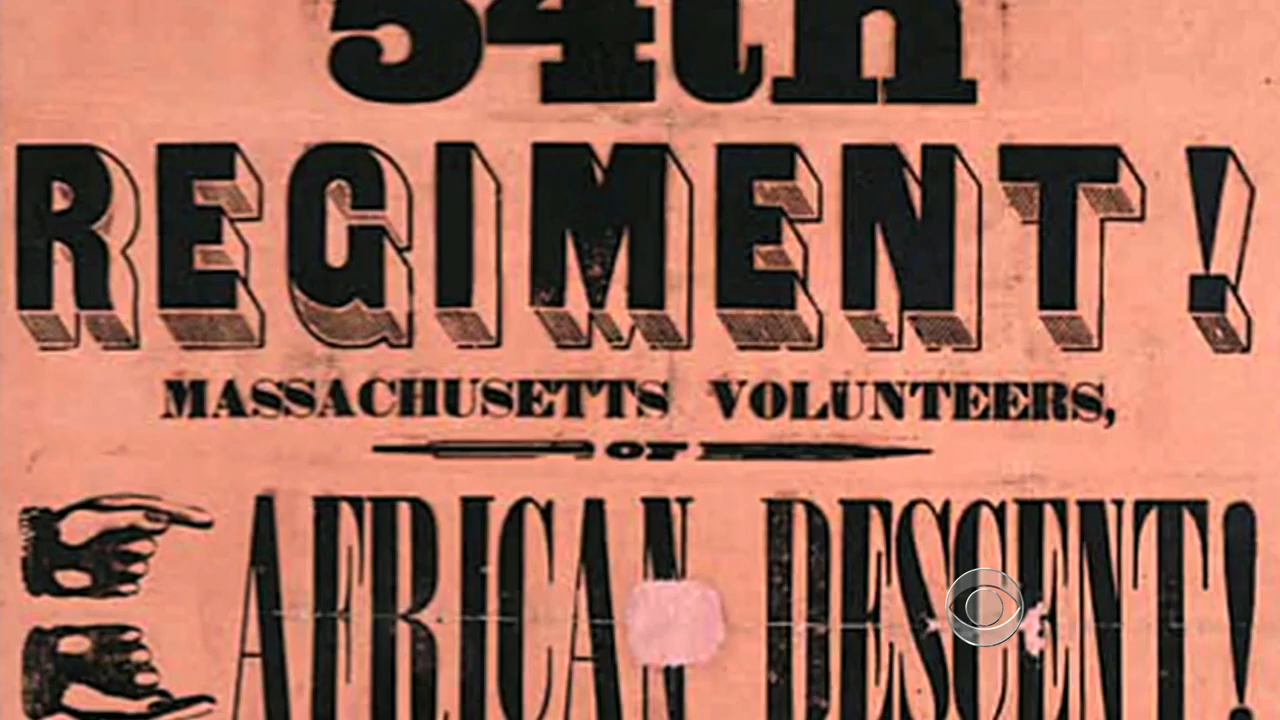 54th
REGIMENT!
MASSACHUSETTS VOLUNTEERS,
OF
AFRICAN DESCENT!